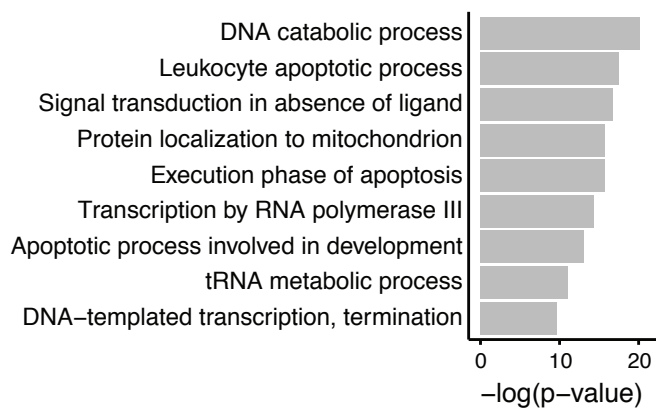 DNA catabolic process
Leukocyte apoptotic process
Signal transduction in absence of ligand
Protein localization to mitochondrion
Execution phase of apoptosis
Transcription by RNA polymerase III
Apoptotic process involved in development
tRNA metabolic process
DNA−templated transcription, termination
0 10 20
−log(p−value)